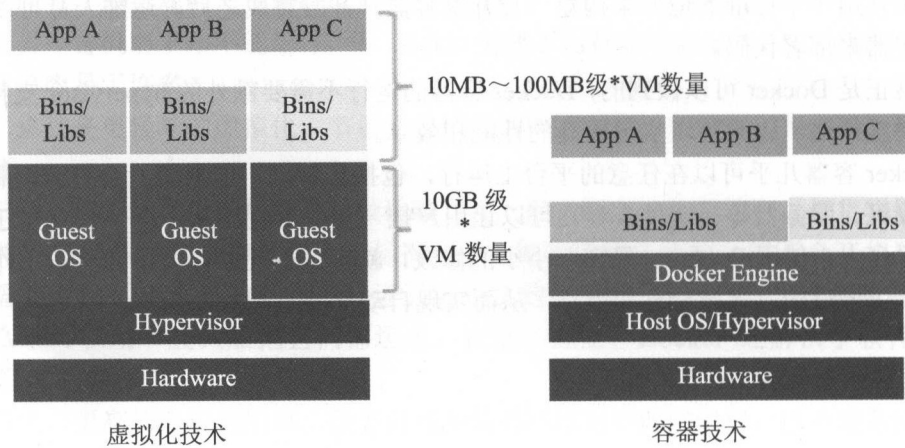 App A
App B
App C
Bins/
Libs
Bins/
Libs
Bins/
Libs
10MB～100MB级*VM数量
Guest
OS
Guest
OS
Guest
OS
10GB 级
*
VM 数量
Hypervisor
Hardware
虚拟化技术
App A
App B
App C
Bins/Libs
Bins/Libs
Docker Engine
Host OS/Hypervisor
Hardware
容器技术